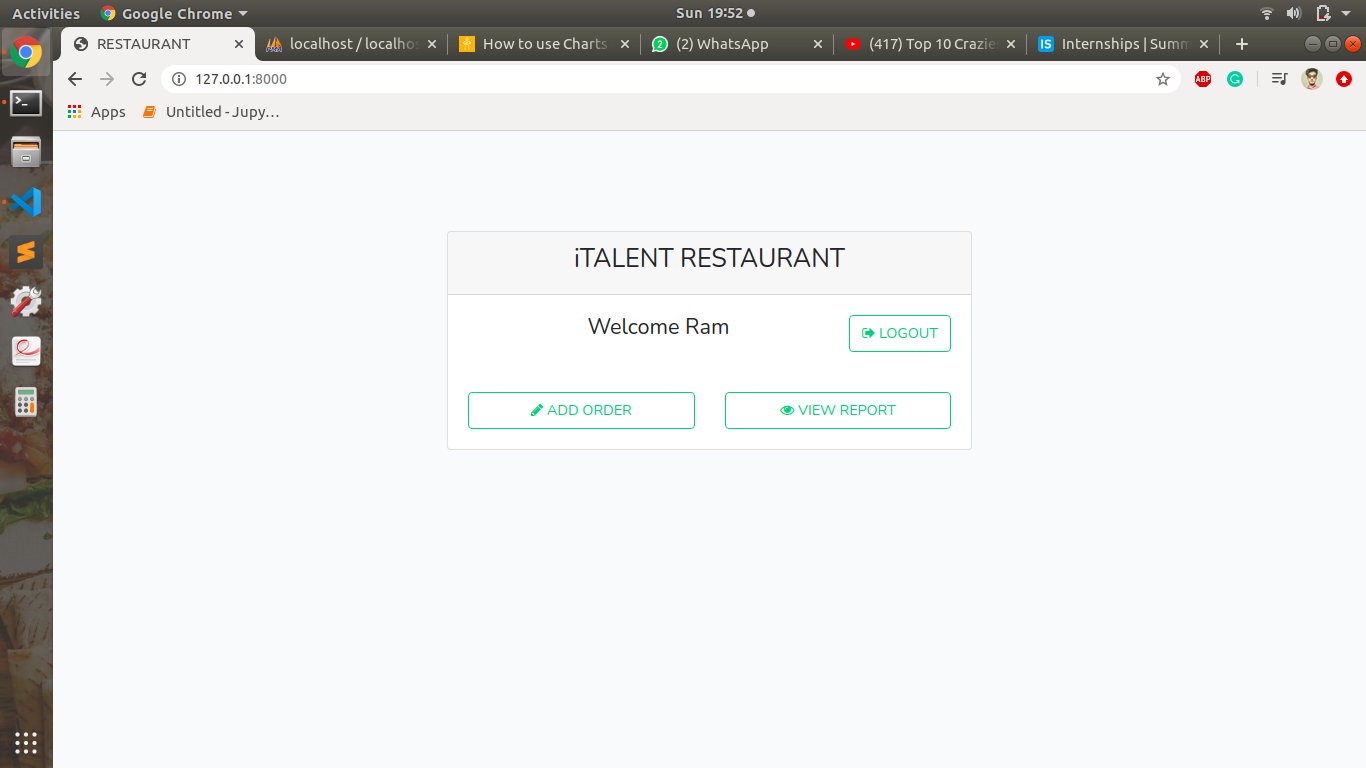 Activities Google Chrome Sun 19:52
RESTAURANT localhost / localho How to use Charts (2) WhatsApp (417) Top 10 Crazie Internships | Summ
127.0.0.1:8000 ABP
Apps Untitled - Jupy…
iTALENT RESTAURANT
Welcome Ram
LOGOUT
ADD ORDER VIEW REPORT